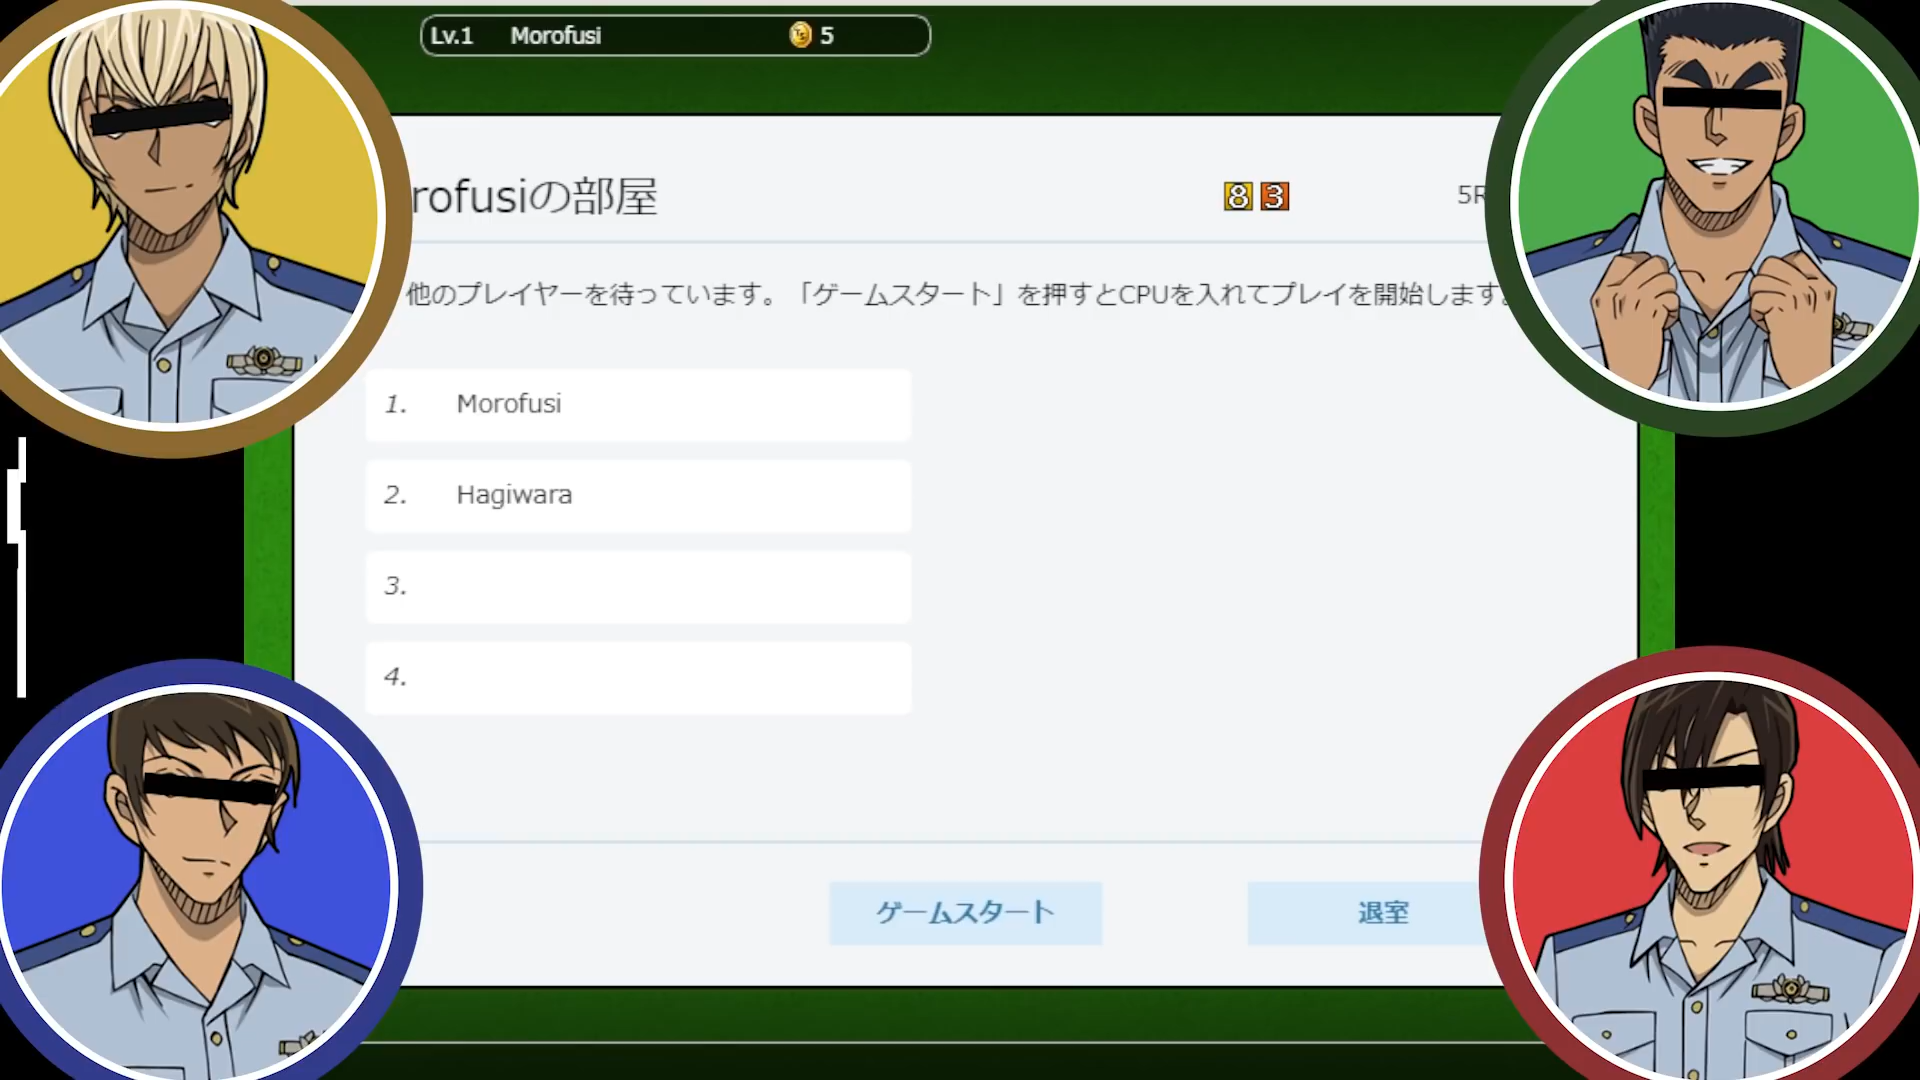 Lv.1 Morofusi 5
rofusiの部屋 8 3 5R
他のプレイヤーを待っています。「ゲームスタート」を押すとCPUを入れてプレイを開始します。
1. Morofusi
2. Hagiwara
3.
4.
ゲームスタート 退室